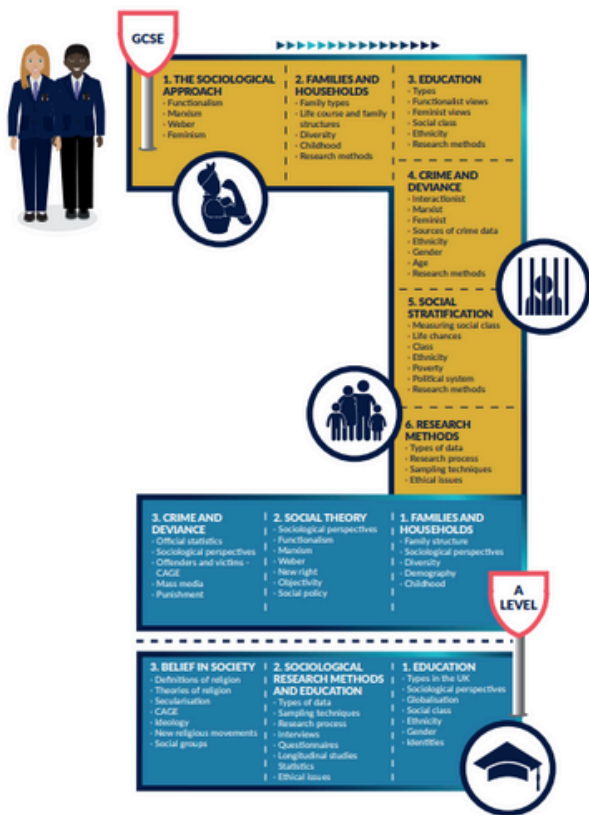 GCSE
1. THE SOCIOLOGICAL
APPROACH
- Functionalism
- Marxism
- Weber
- Feminism
2. FAMILIES AND
HOUSEHOLDS
- Family types
- Life course and family
structures
- Diversity
- Childhood
- Research methods
3. EDUCATION
- Types
- Functionalist views
- Feminist views
- Social class
- Ethnicity
- Research methods
4. CRIME AND
DEVIANCE
- Interactionist
- Marxist
- Feminist
- Sources of crime data
- Ethnicity
- Gender
- Age
- Research methods
5. SOCIAL
STRATIFICATION
- Measuring social class
- Life chances
- Class
- Ethnicity
- Poverty
- Political system
- Research methods
6. RESEARCH
METHODS
- Types of data
- Research process
- Sampling techniques
- Ethical issues
3. CRIME AND
DEVIANCE
- Official statistics
- Sociological perspectives
- Offenders and victims -
CAGE
- Mass media
- Punishment
2. SOCIAL THEORY
- Sociological perspectives
- Functionalism
- Marxism
- Weber
- New right
- Objectivity
- Social policy
1. FAMILIES AND
HOUSEHOLDS
- Family structure
- Sociological perspectives
- Diversity
- Demography
- Childhood
A
LEVEL
3. BELIEF IN SOCIETY
- Definitions of religion
- Theories of religion
- Secularisation
- CAGE
- Ideology
- New religious movements
- Social groups
2. SOCIOLOGICAL
RESEARCH METHODS
AND EDUCATION
- Types of data
- Sampling techniques
- Research process
- Interviews
- Questionnaires
- Longitudinal studies
Statistics
- Ethical issues
1. EDUCATION
- Types in the UK
- Sociological perspectives
- Globalisation
- Social class
- Ethnicity
- Gender
- Identities